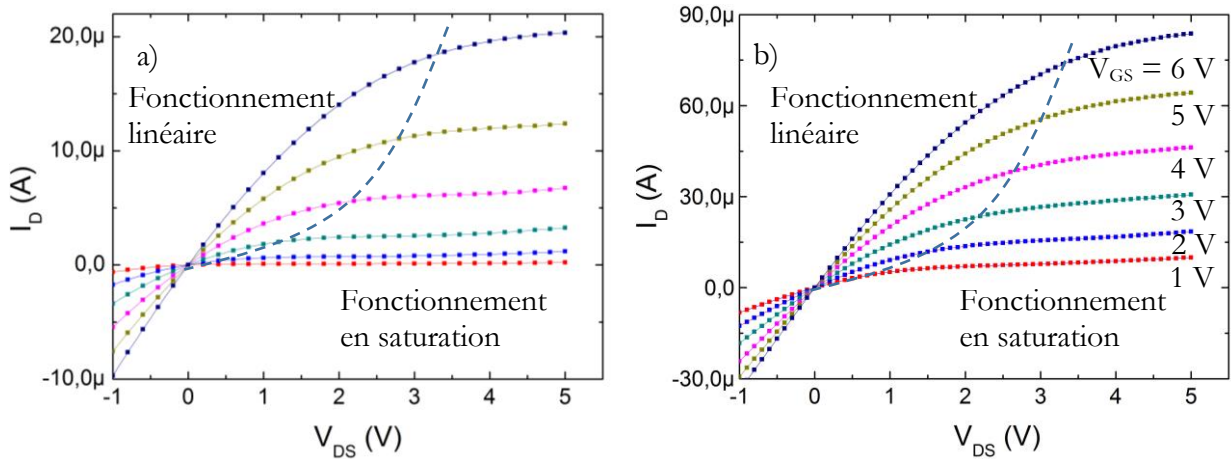 a)
Fonctionnement
linéaire
Fonctionnement
en saturation
20,0µ
10,0µ
0,0
-10,0µ
I_D (A)
-1 0 1 2 3 4 5
V_DS (V)
b)
Fonctionnement
linéaire
V_GS = 6 V
5 V
4 V
3 V
2 V
1 V
Fonctionnement
en saturation
90,0µ
60,0µ
30,0µ
0,0
-30,0µ
I_D (A)
-1 0 1 2 3 4 5
V_DS (V)